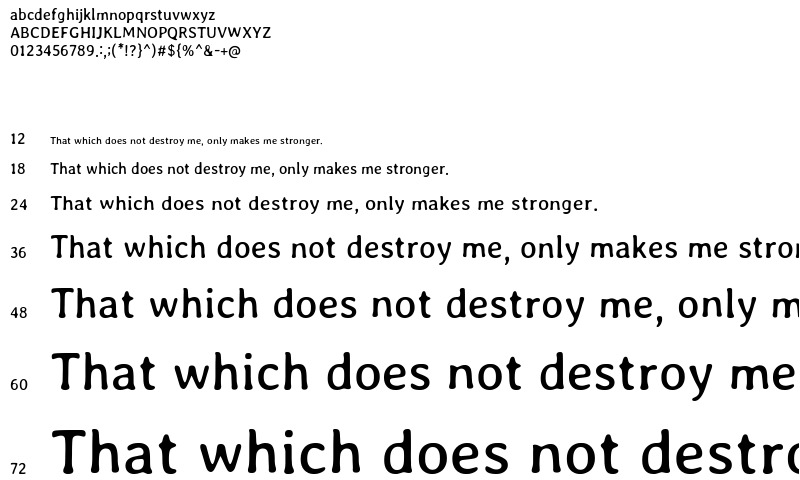 abcdefghijklmnopqrstuvwxyz
ABCDEFGHIJKLMNOPQRSTUVWXYZ
0123456789.:,;(*!?}^)#${%^&-+@
12 That which does not destroy me, only makes me stronger.
18 That which does not destroy me, only makes me stronger.
24 That which does not destroy me, only makes me stronger.
36 That which does not destroy me, only makes me stron
48 That which does not destroy me, only m
60 That which does not destroy me
72 That which does not destro